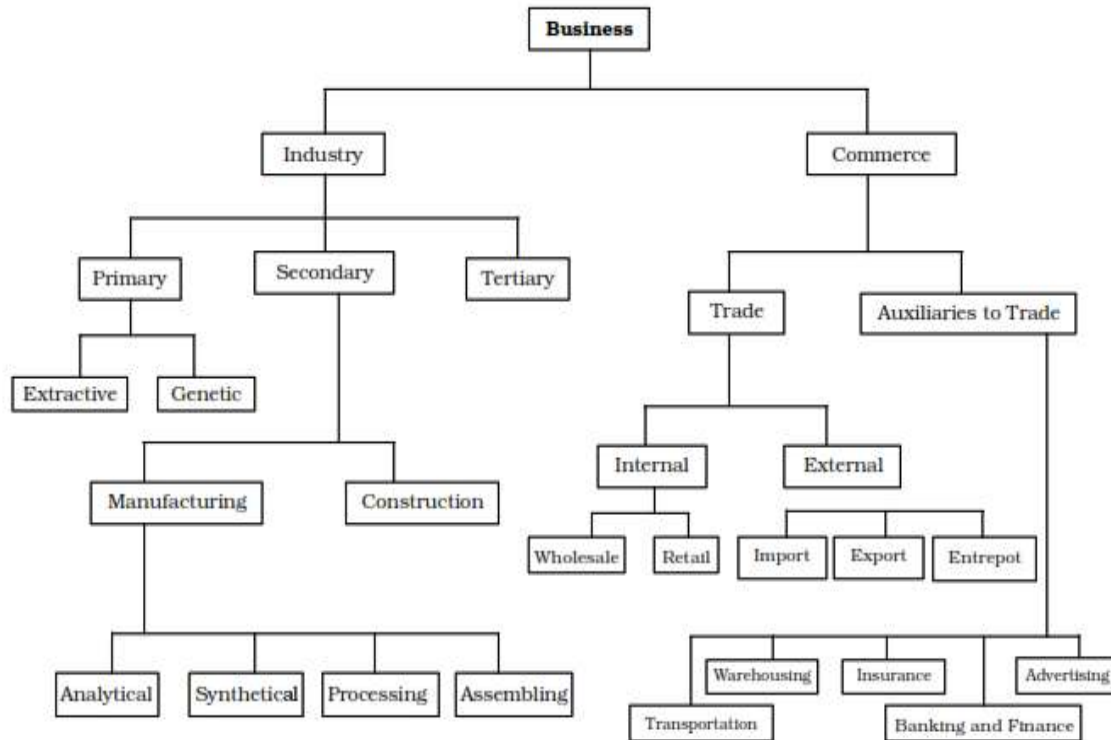 Business
Industry
Commerce
Primary
Secondary
Tertiary
Trade
Auxiliaries to Trade
Extractive
Genetic
Internal
External
Manufacturing
Construction
Wholesale
Retail
Import
Export
Entrepot
Analytical
Synthetical
Processing
Assembling
Warehousing
Insurance
Advertising
Transportation
Banking and Finance